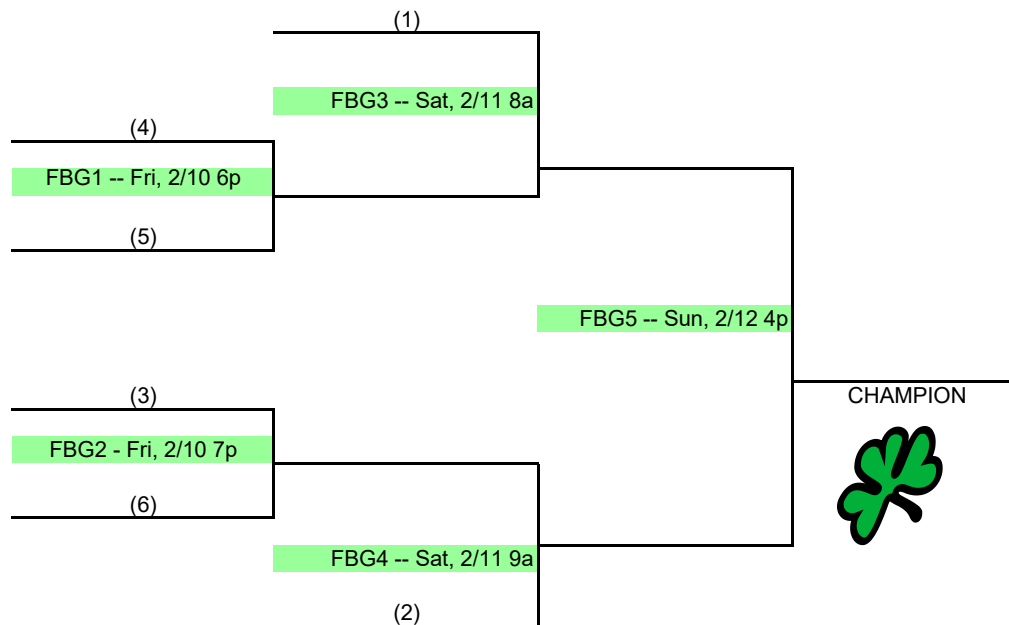 (1)
FBG3 -- Sat, 2/11 8a
(4)
FBG1 -- Fri, 2/10 6p
(5)
FBG5 -- Sun, 2/12 4p
(3)
CHAMPION
FBG2 - Fri, 2/10 7p
(6)
FBG4 -- Sat, 2/11 9a
(2)